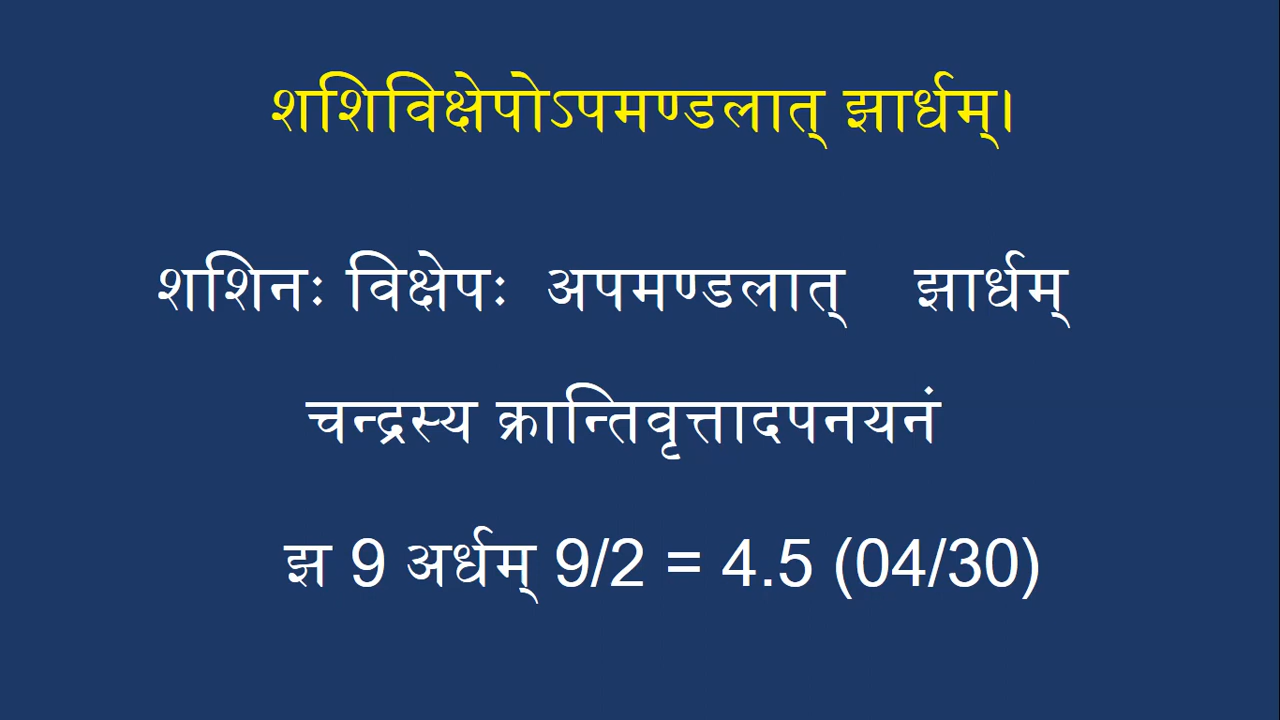 शशिविक्षेपोऽपमण्डलात् झार्धम्।
शशिनः विक्षेपः अपमण्डलात् झार्धम्
चन्द्रस्य क्रान्तिवृत्तादपनयनं
झ 9 अर्धम् 9/2 = 4.5 (04/30)